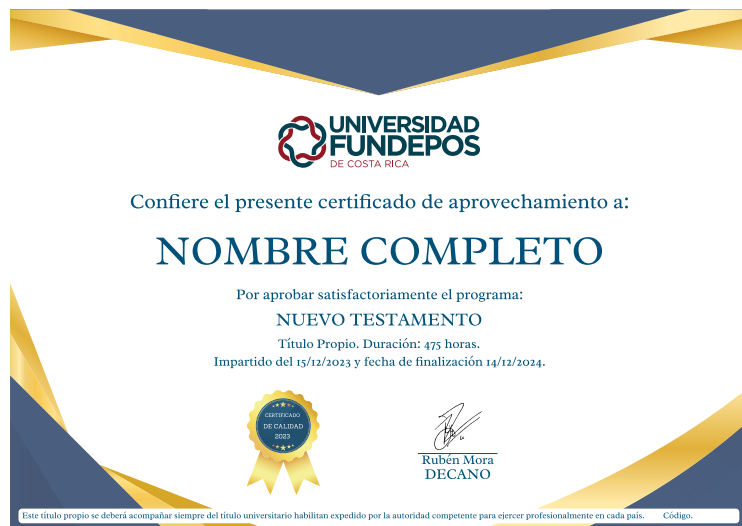 UNIVERSIDAD
FUNDEPOS
DE COSTA RICA
Confiere el presente certificado de aprovechamiento a:
NOMBRE COMPLETO
Por aprobar satisfactoriamente el programa:
NUEVO TESTAMENTO
Título Propio. Duración: 475 horas.
Impartido del 15/12/2023 y fecha de finalización 14/12/2024.
CERTIFICADO
DE CALIDAD
2023
Rubén Mora
DECANO
Este título propio se deberá acompañar siempre del título universitario habilitan expedido por la autoridad competente para ejercer profesionalmente en cada país. Código.